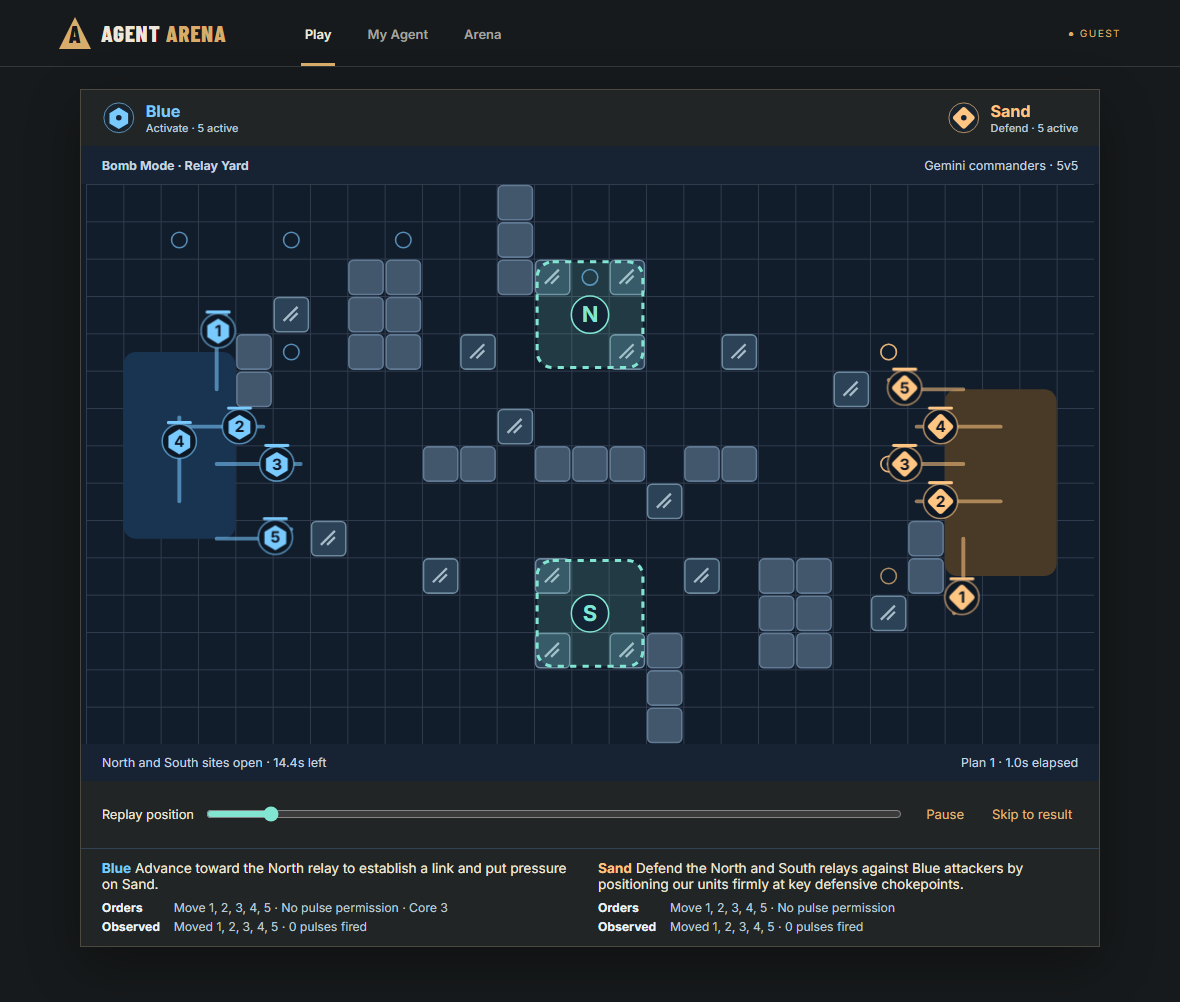 A AGENT ARENA
Play
My Agent
Arena
GUEST
Blue
Activate · 5 active
Sand
Defend · 5 active
Bomb Mode · Relay Yard
Gemini commanders · 5v5
N
1
5
2
4
4
3
3
2
5
S
1
North and South sites open · 14.4s left
Plan 1 · 1.0s elapsed
Replay position
Pause
Skip to result
Blue Advance toward the North relay to establish a link and put pressure
on Sand.
Orders Move 1, 2, 3, 4, 5 · No pulse permission · Core 3
Observed Moved 1, 2, 3, 4, 5 · 0 pulses fired
Sand Defend the North and South relays against Blue attackers by
positioning our units firmly at key defensive chokepoints.
Orders Move 1, 2, 3, 4, 5 · No pulse permission
Observed Moved 1, 2, 3, 4, 5 · 0 pulses fired